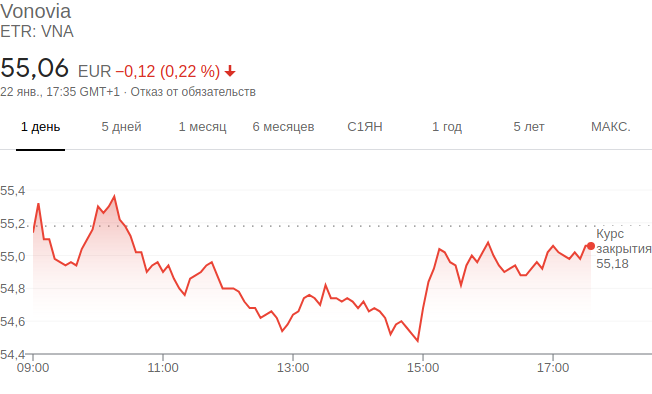 Vonovia
ETR: VNA
55,06 EUR −0,12 (0,22 %)
22 янв., 17:35 GMT+1 · Отказ от обязательств
1 день 5 дней 1 месяц 6 месяцев С1ЯН 1 год 5 лет МАКС.
55,4
55,2
Курс
закрытия
55,18
55,0
54,8
54,6
54,4
09:00 11:00 13:00 15:00 17:00